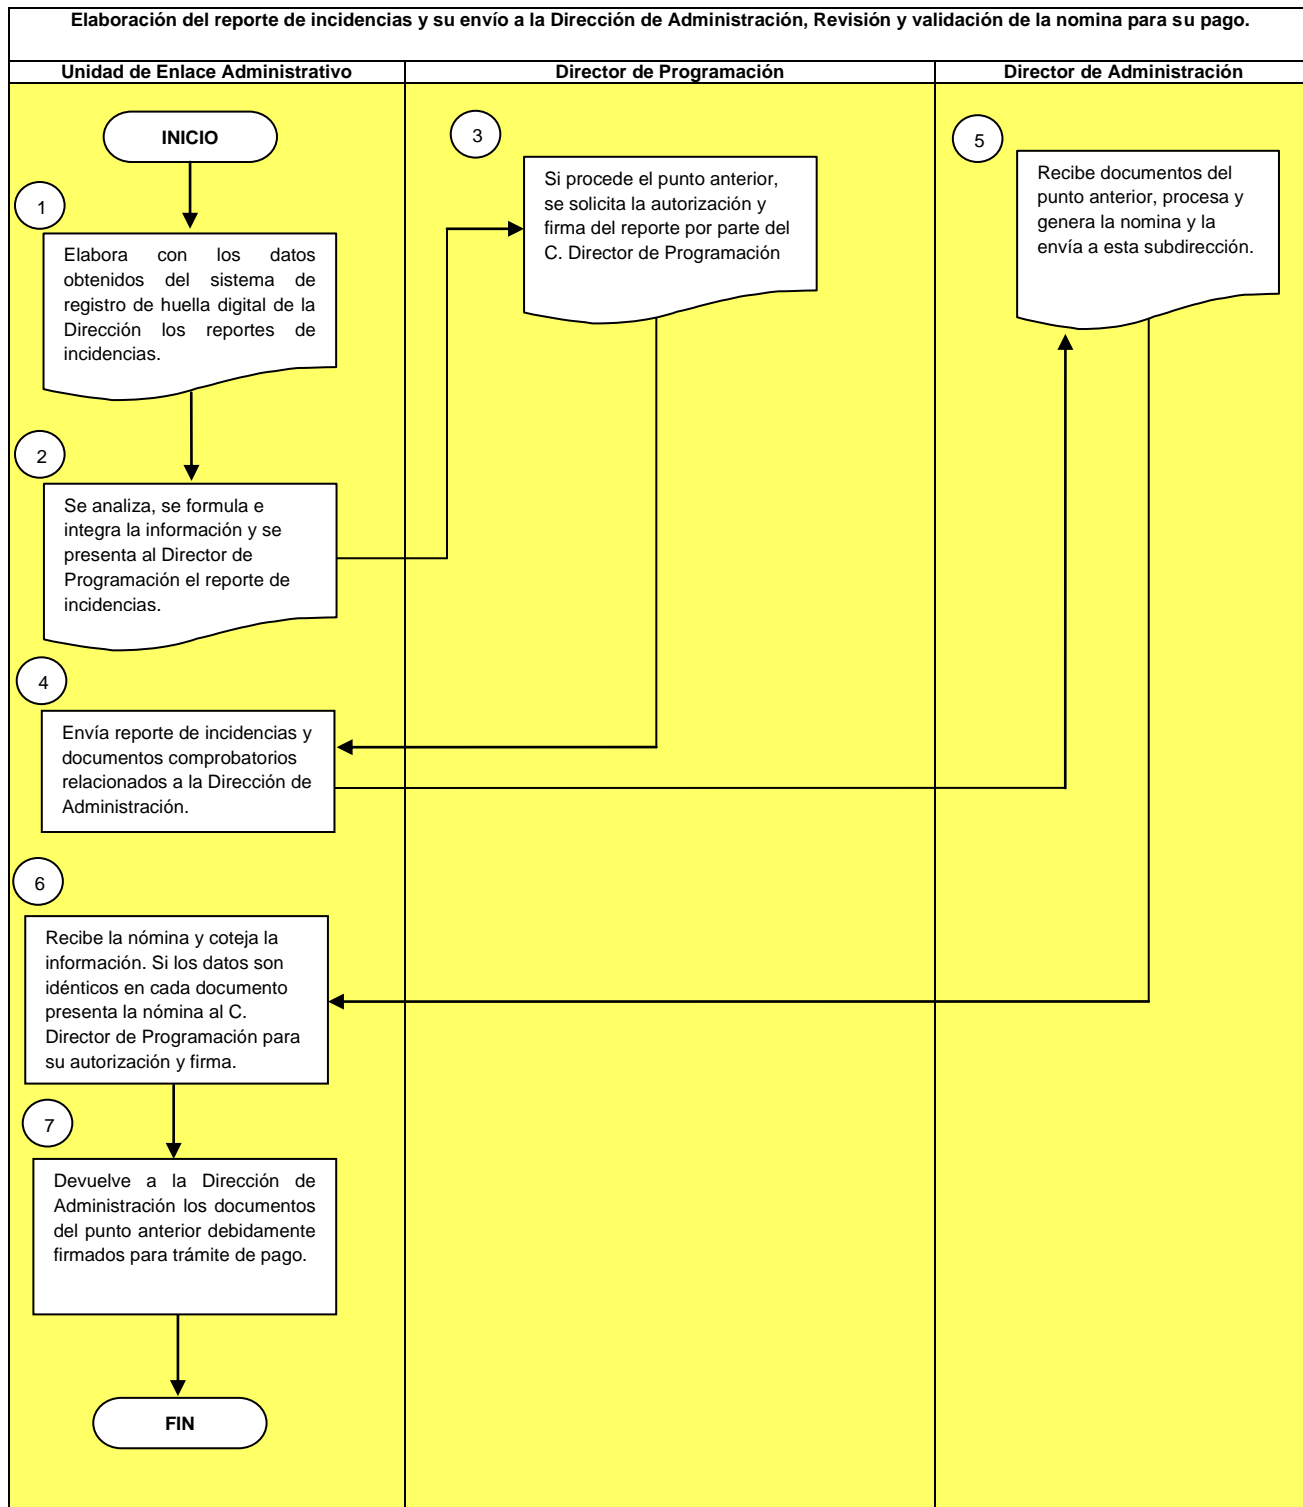 Elaboración del reporte de incidencias y su envío a la Dirección de Administración, Revisión y validación de la nomina para su pago.
Unidad de Enlace Administrativo
Director de Programación
Director de Administración
INICIO
1
Elabora con los datos
obtenidos del sistema de
registro de huella digital de la
Dirección los reportes de
incidencias.
2
Se analiza, se formula e
integra la información y se
presenta al Director de
Programación el reporte de
incidencias.
3
Si procede el punto anterior,
se solicita la autorización y
firma del reporte por parte del
C. Director de Programación
4
Envía reporte de incidencias y
documentos comprobatorios
relacionados a la Dirección de
Administración.
5
Recibe documentos del
punto anterior, procesa y
genera la nomina y la
envía a esta subdirección.
6
Recibe la nómina y coteja la
información. Si los datos son
idénticos en cada documento
presenta la nómina al C.
Director de Programación para
su autorización y firma.
7
Devuelve a la Dirección de
Administración los documentos
del punto anterior debidamente
firmados para trámite de pago.
FIN